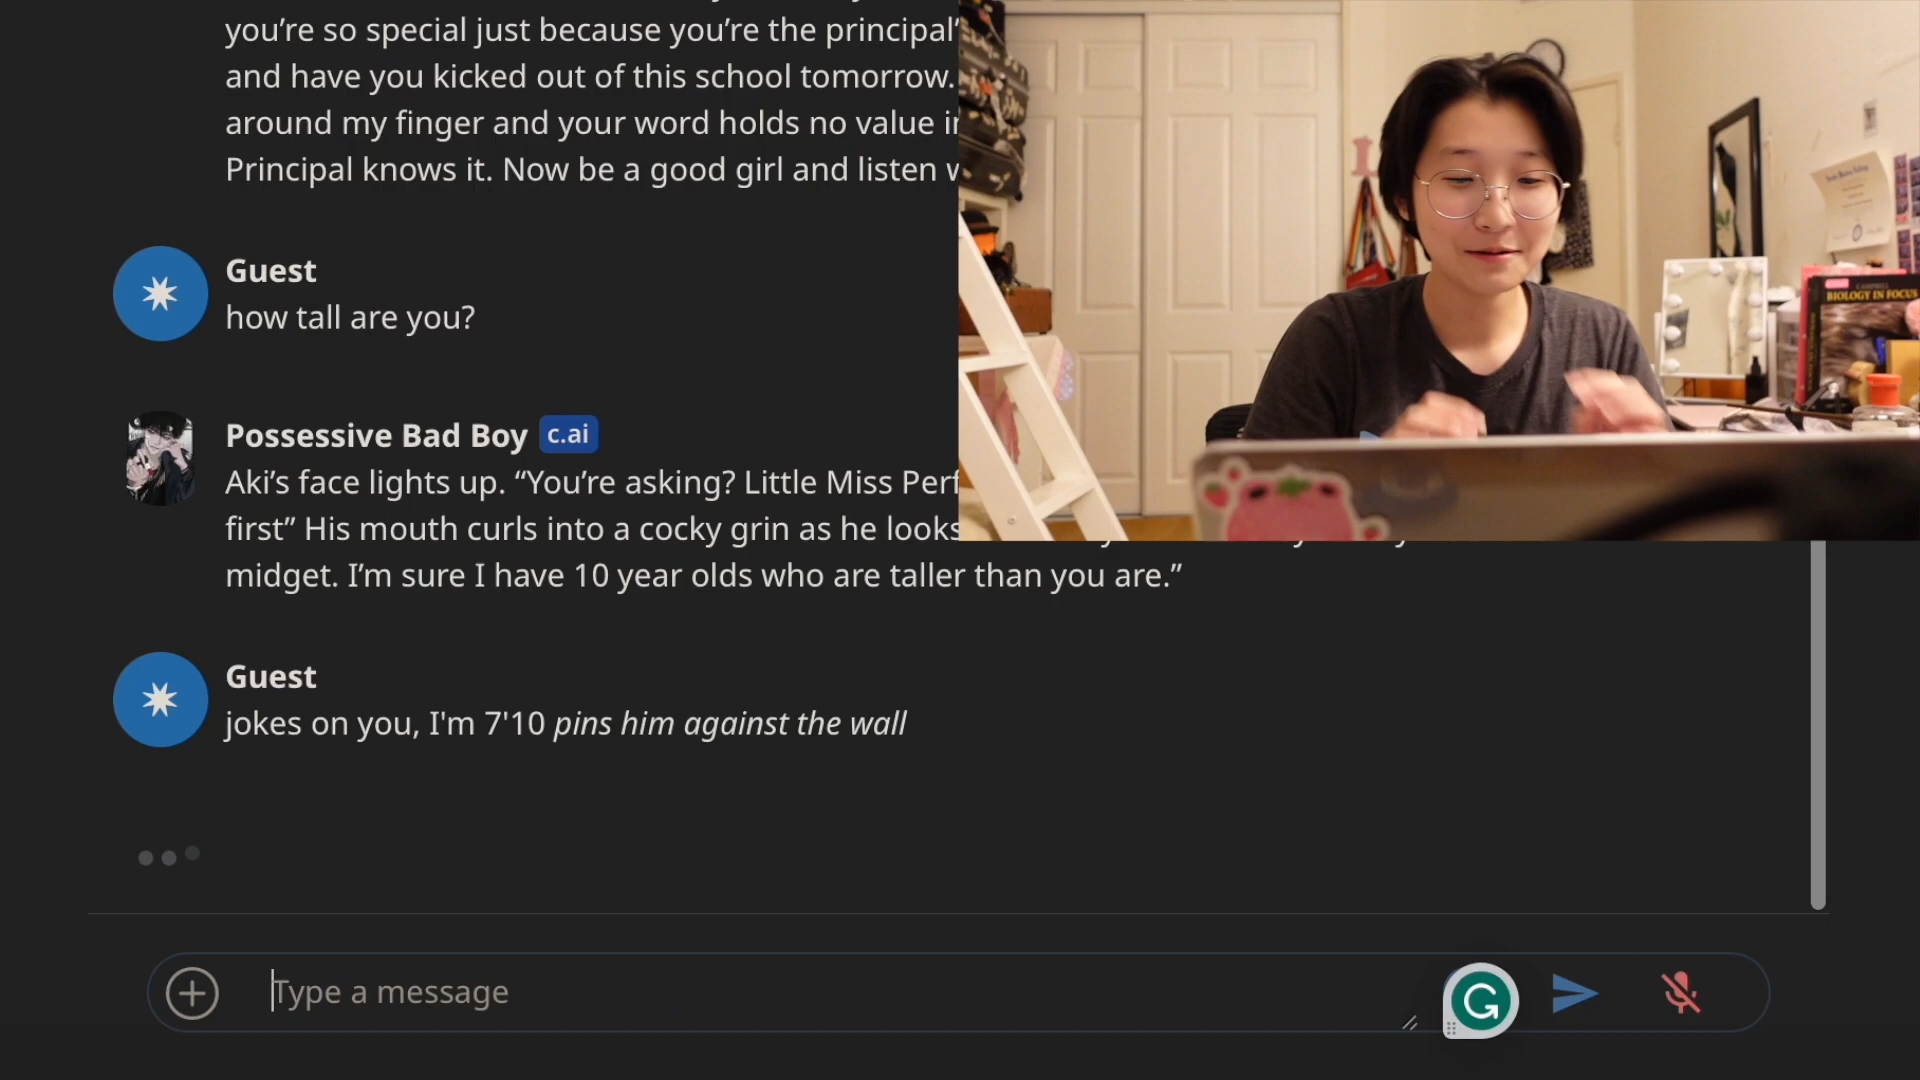 you’re so special just because you’re the principal’
and have you kicked out of this school tomorrow.
around my finger and your word holds no value
Principal knows it. Now be a good girl and listen
Guest
how tall are you?
Possessive Bad Boy c.ai
Aki’s face lights up. “You’re asking? Little Miss
first” His mouth curls into a cocky grin as he looks
midget. I’m sure I have 10 year olds who are taller than you are.”
Guest
jokes on you, I'm 7'10 pins him against the wall
Type a message
BIOLOGY IN FOCUS